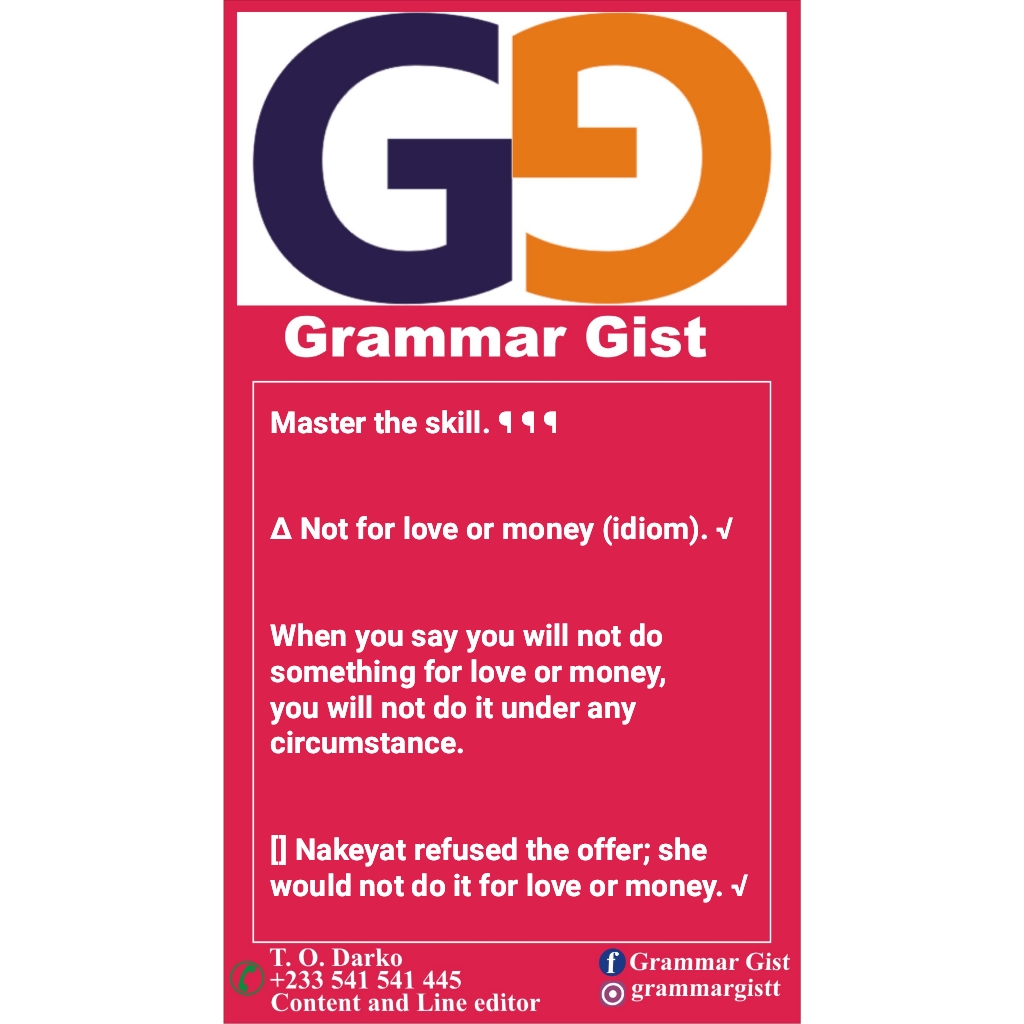 GG
Grammar Gist
Master the skill. ¶ ¶ ¶
Δ Not for love or money (idiom). √
When you say you will not do
something for love or money,
you will not do it under any
circumstance.
[] Nakeyat refused the offer; she
would not do it for love or money. √
T. O. Darko
+233 541 541 445
Content and Line editor
f Grammar Gist
grammargistt